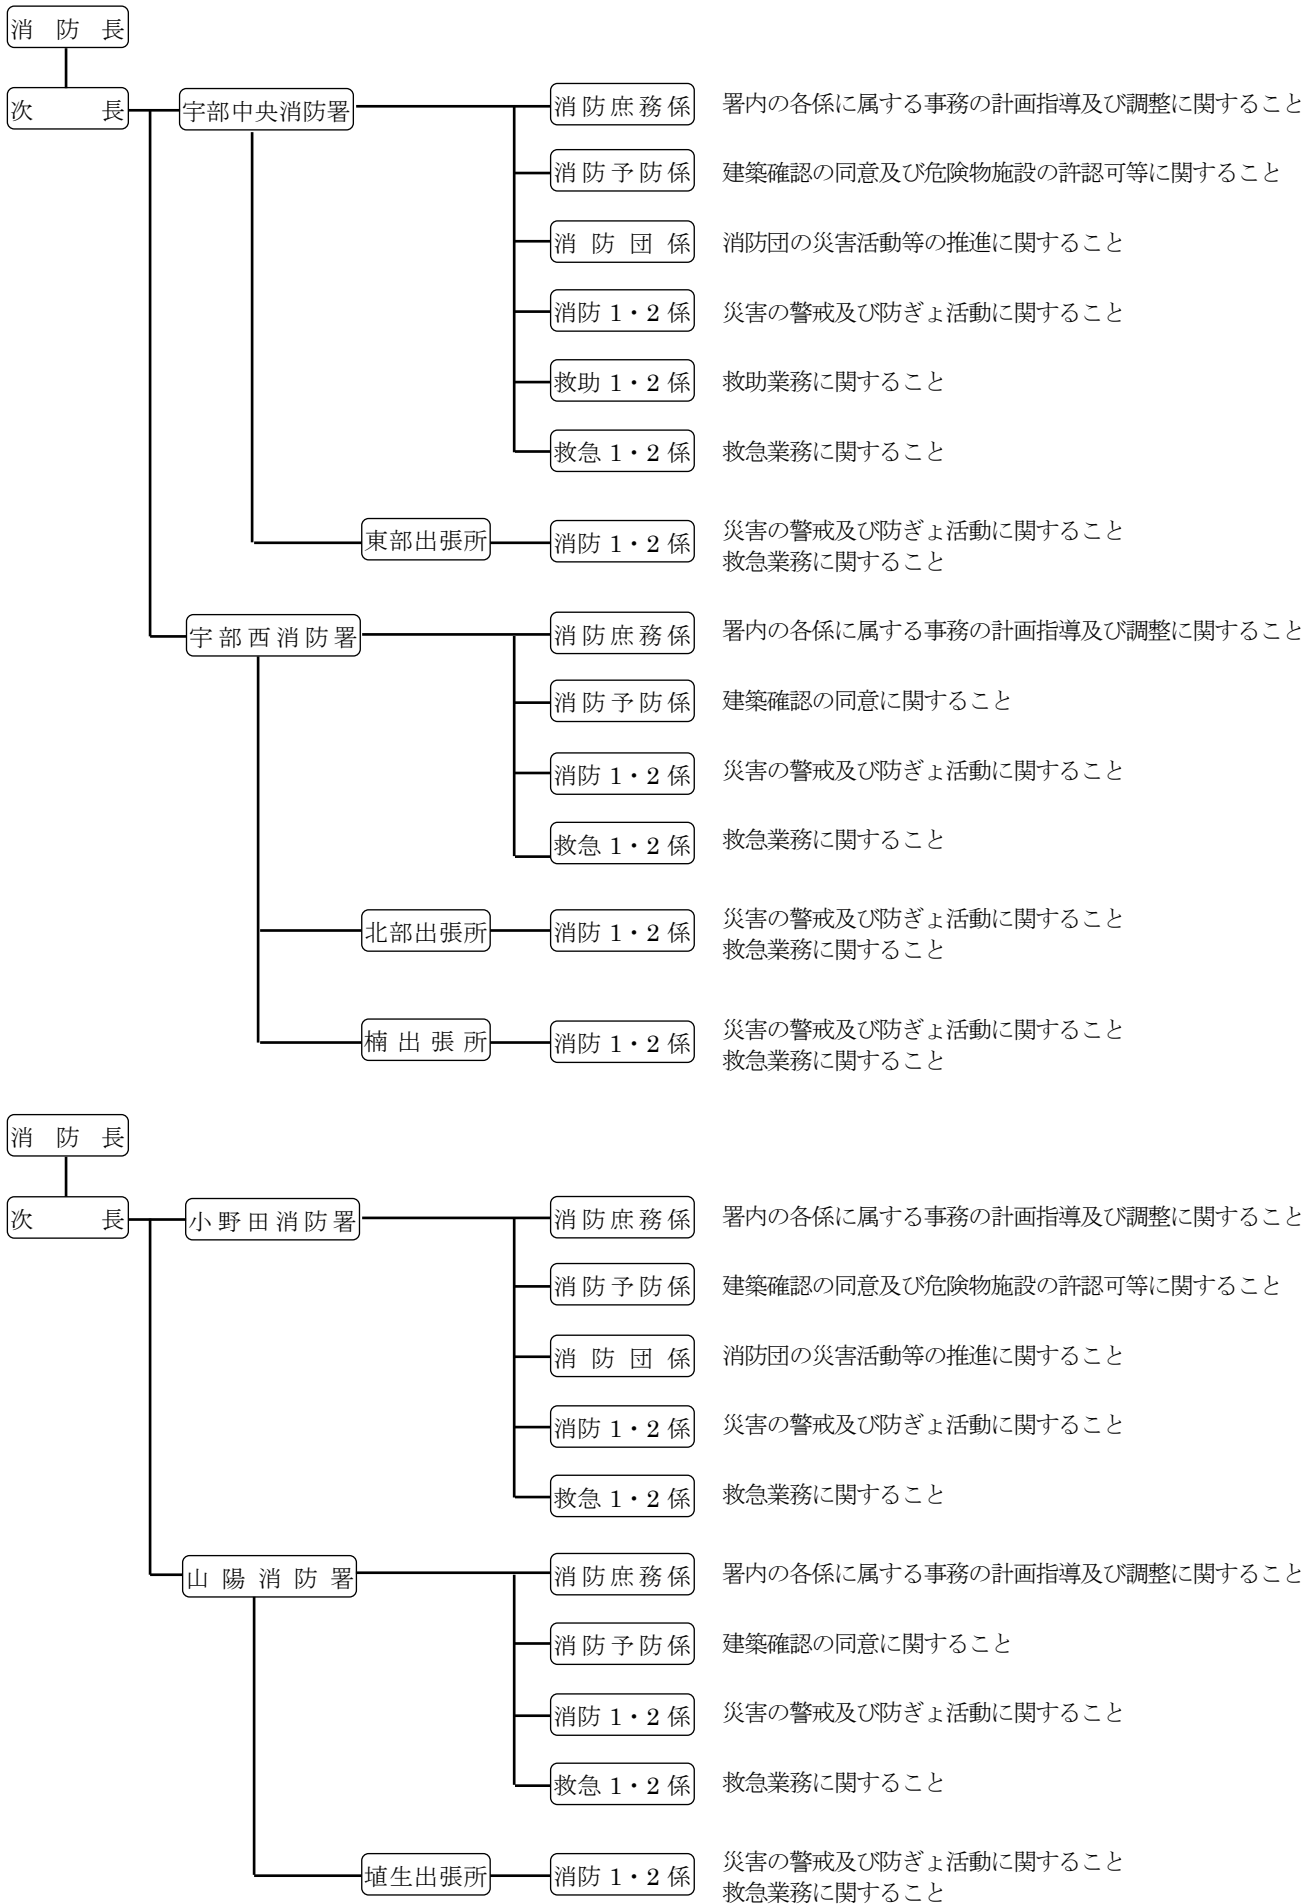 消防長
次長 宇部中央消防署 消防庶務係 署内の各係に属する事務の計画指導及び調整に関すること
消防予防係 建築確認の同意及び危険物施設の許認可等に関すること
消防団係 消防団の災害活動等の推進に関すること
消防 1・2 係 災害の警戒及び防ぎょ活動に関すること
救助 1・2 係 救助業務に関すること
救急 1・2 係 救急業務に関すること
東部出張所 消防 1・2 係 災害の警戒及び防ぎょ活動に関すること
救急業務に関すること
宇部西消防署 消防庶務係 署内の各係に属する事務の計画指導及び調整に関すること
消防予防係 建築確認の同意に関すること
消防 1・2 係 災害の警戒及び防ぎょ活動に関すること
救急 1・2 係 救急業務に関すること
北部出張所 消防 1・2 係 災害の警戒及び防ぎょ活動に関すること
救急業務に関すること
楠出張所 消防 1・2 係 災害の警戒及び防ぎょ活動に関すること
救急業務に関すること
消防長
次長 小野田消防署 消防庶務係 署内の各係に属する事務の計画指導及び調整に関すること
消防予防係 建築確認の同意及び危険物施設の許認可等に関すること
消防団係 消防団の災害活動等の推進に関すること
消防 1・2 係 災害の警戒及び防ぎょ活動に関すること
救急 1・2 係 救急業務に関すること
山陽消防署 消防庶務係 署内の各係に属する事務の計画指導及び調整に関すること
消防予防係 建築確認の同意に関すること
消防 1・2 係 災害の警戒及び防ぎょ活動に関すること
救急 1・2 係 救急業務に関すること
埴生出張所 消防 1・2 係 災害の警戒及び防ぎょ活動に関すること
救急業務に関すること